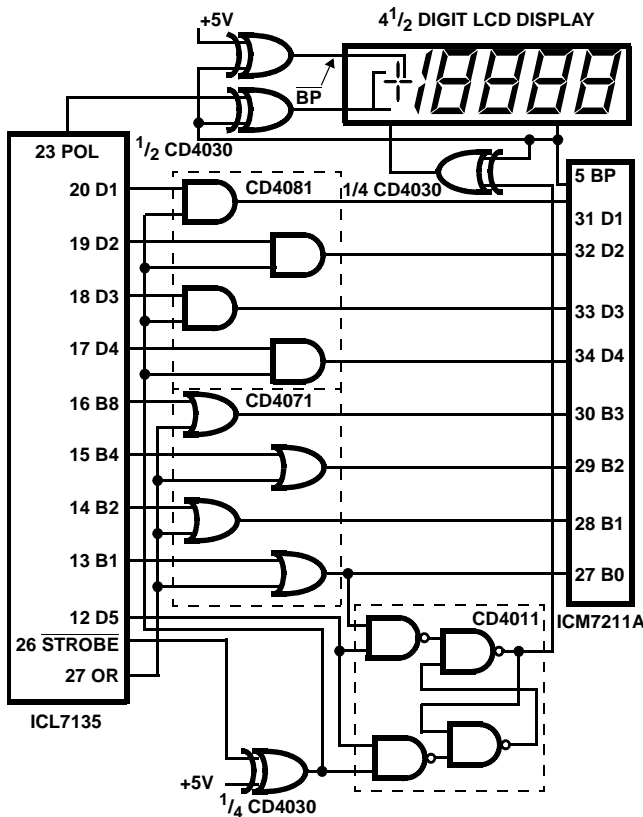 +5V
4 1/2 DIGIT LCD DISPLAY
BP
1/2 CD4030
23 POL
CD4081
1/4 CD4030
5 BP
20 D1
31 D1
19 D2
32 D2
18 D3
33 D3
17 D4
34 D4
16 B8
CD4071
30 B3
15 B4
29 B2
14 B2
28 B1
13 B1
27 B0
12 D5
CD4011
ICM7211A
26 STROBE
27 OR
ICL7135
+5V
1/4 CD4030